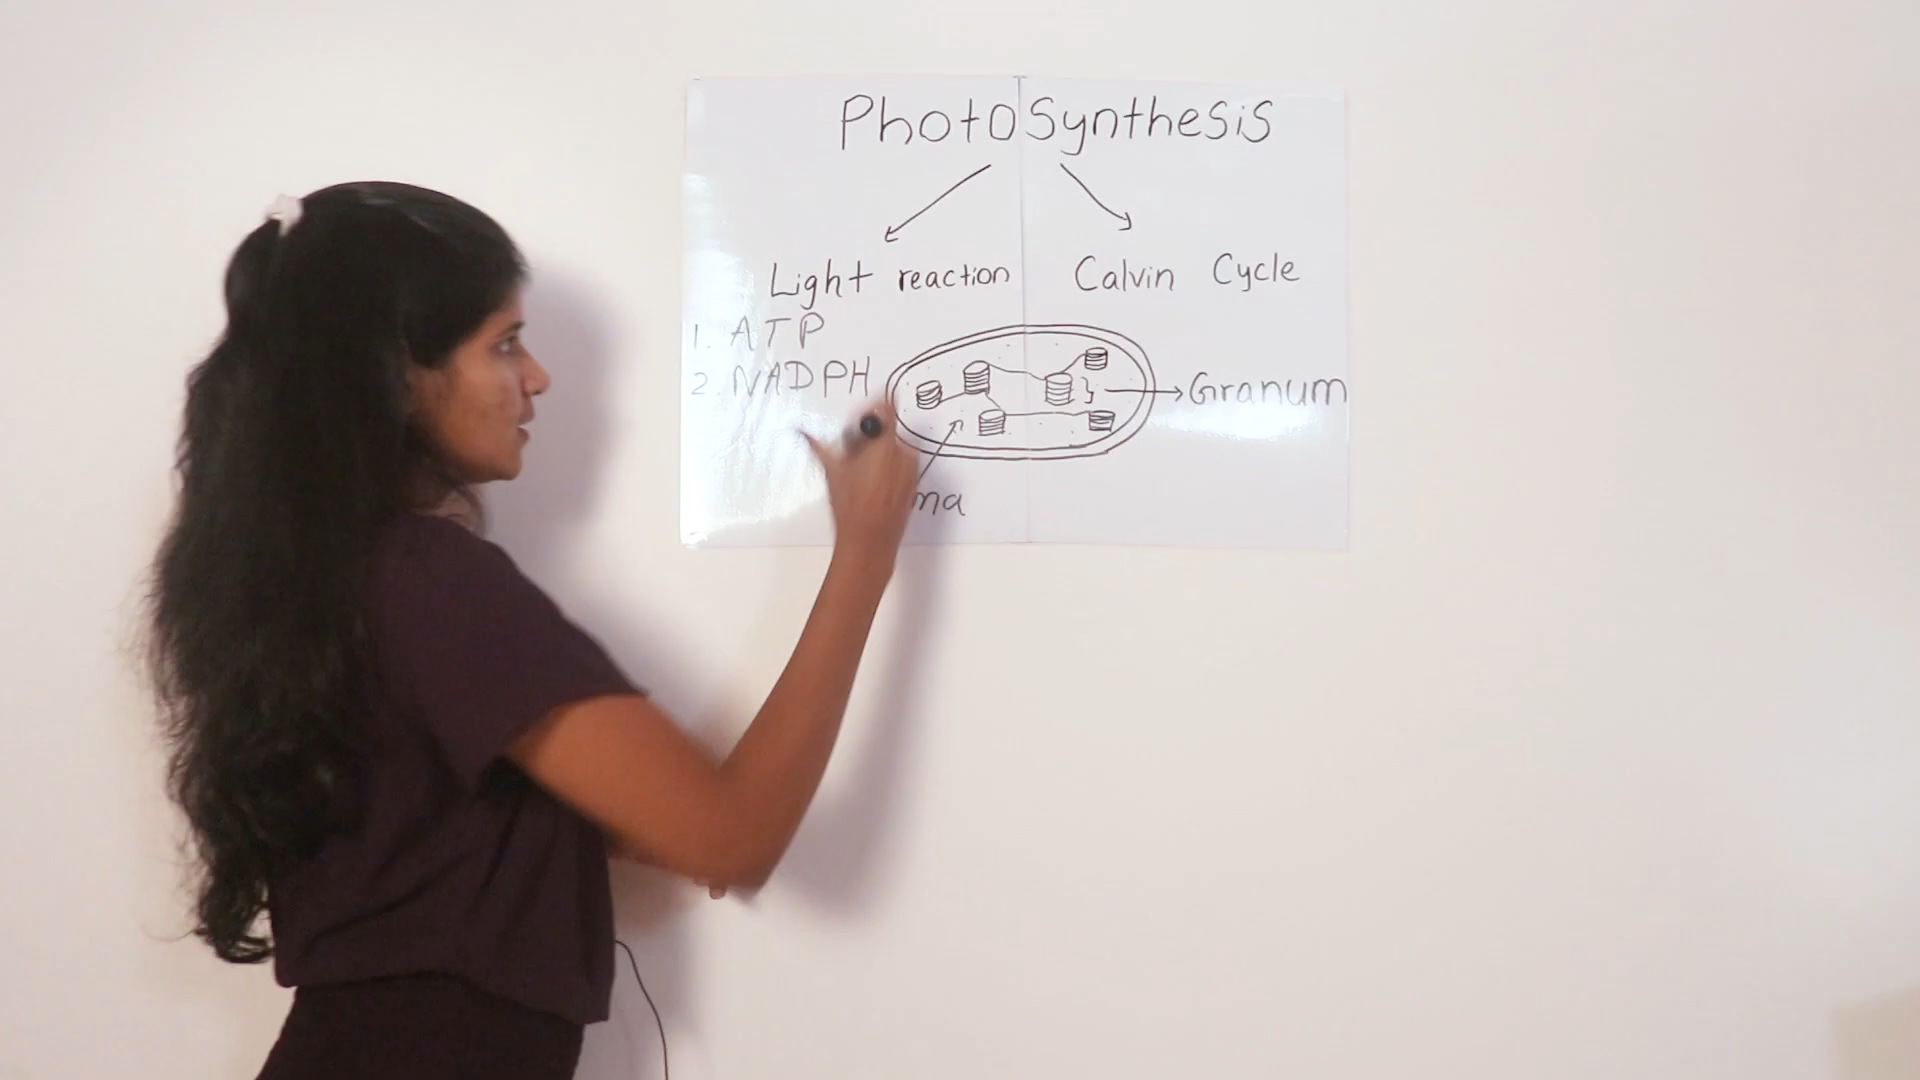 Photosynthesis
Light reaction
Calvin Cycle
1. ATP
2. NADPH
Granum